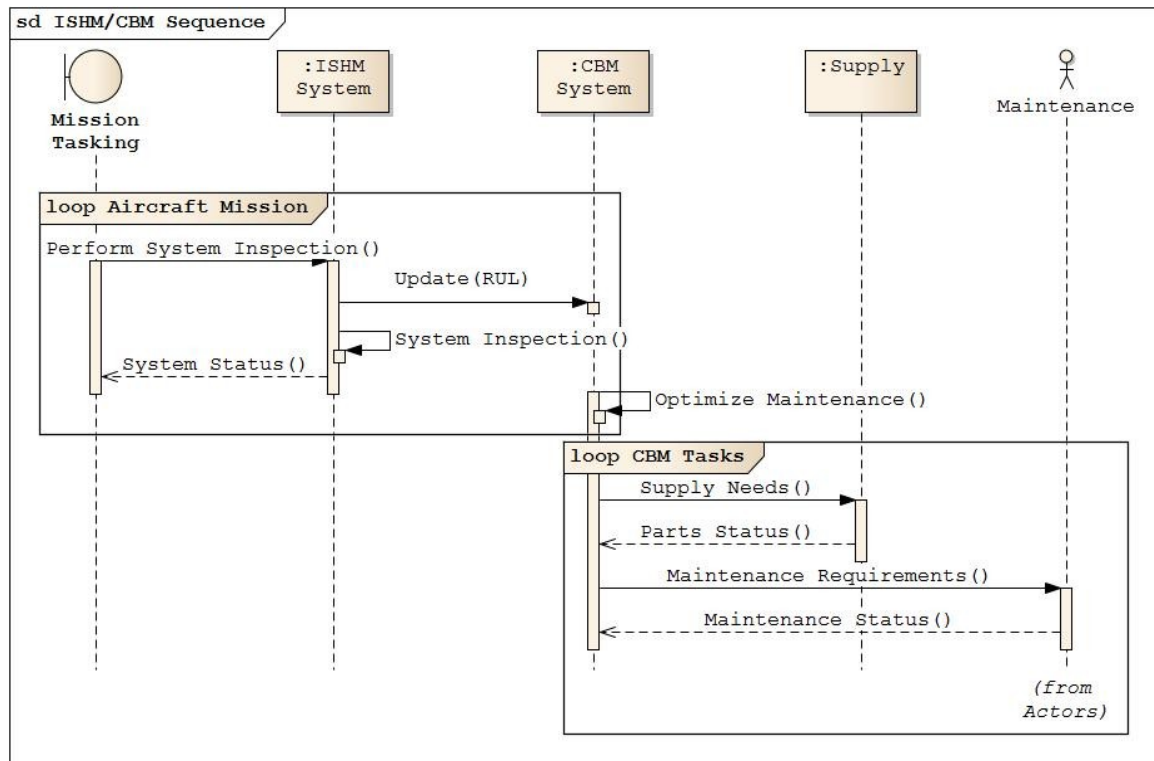 sd ISHM/CBM Sequence
Mission
Tasking
:ISHM
System
:CBM
System
:Supply
Maintenance
loop Aircraft Mission
Perform System Inspection()
Update(RUL)
System Inspection()
System Status()
Optimize Maintenance()
loop CBM Tasks
Supply Needs()
Parts Status()
Maintenance Requirements()
Maintenance Status()
(from
Actors)